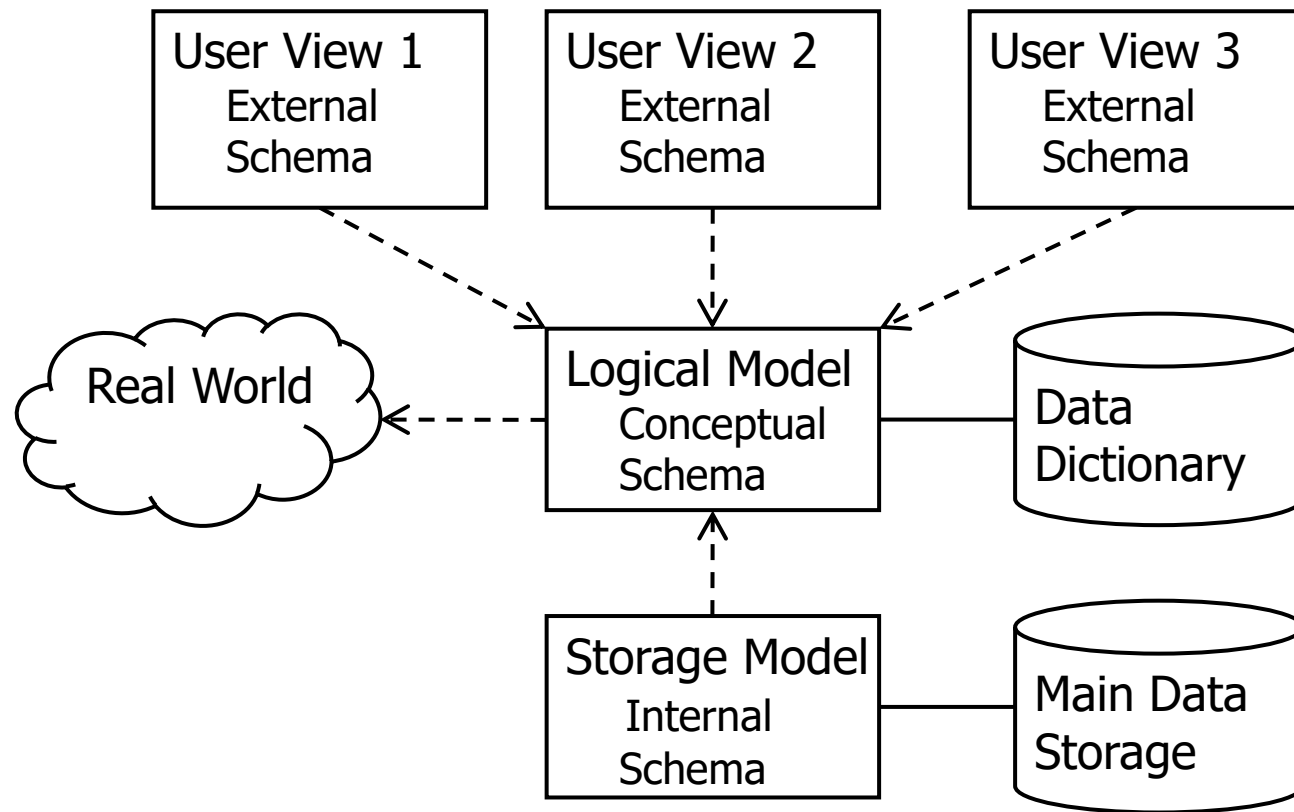 User View 1
External
Schema
User View 2
External
Schema
User View 3
External
Schema
Real World
Logical Model
Conceptual
Schema
Data
Dictionary
Storage Model
Internal
Schema
Main Data
Storage